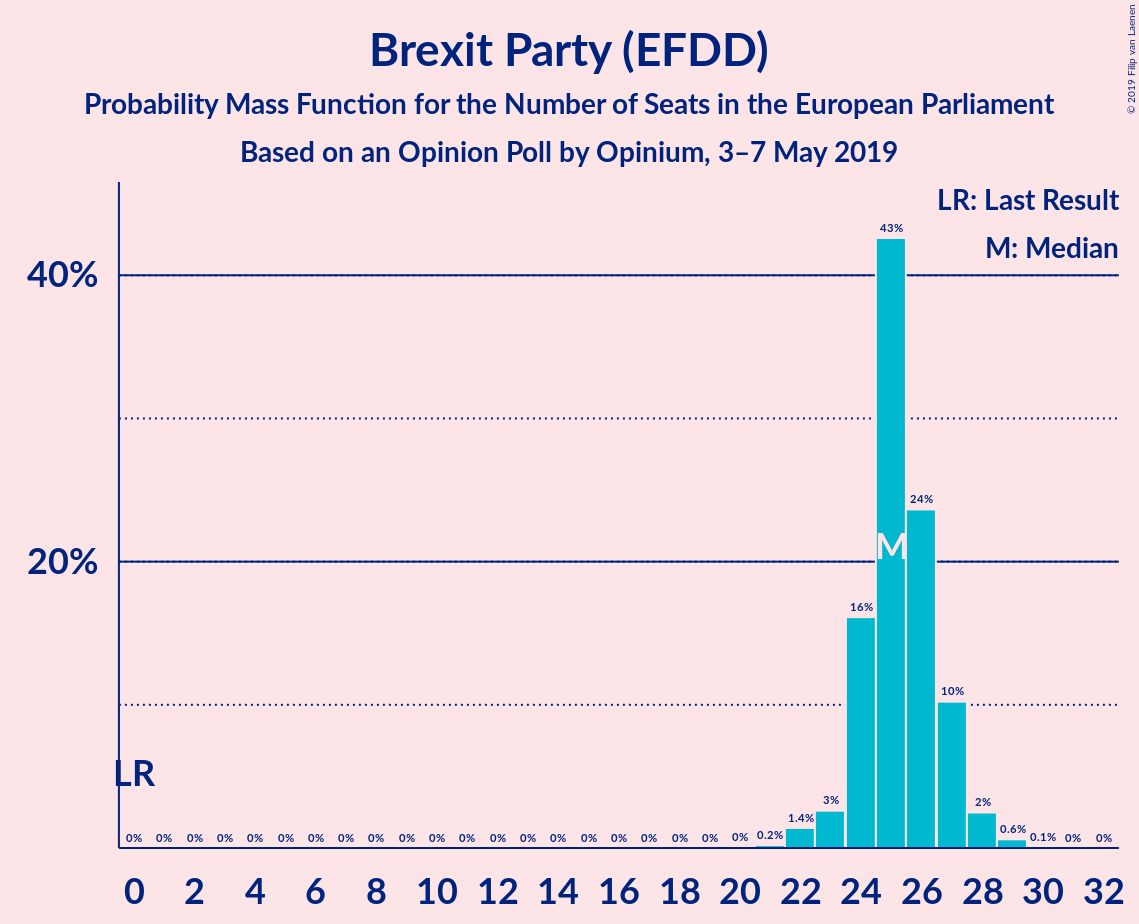 Brexit Party (EFDD)
Probability Mass Function for the Number of Seats in the European Parliament
Based on an Opinion Poll by Opinium, 3–7 May 2019
© 2019 Filip van Laenen
LR: Last Result
M: Median
43%
40%
24%
M
20%
16%
10%
LR
0% 0% 0% 0% 0% 0% 0% 0% 0% 0% 0% 0% 0% 0% 0% 0% 0% 0% 0% 0% 0% 0.2% 1.4% 3% 2% 0.6% 0.1% 0% 0%
0 2 4 6 8 10 12 14 16 18 20 22 24 26 28 30 32